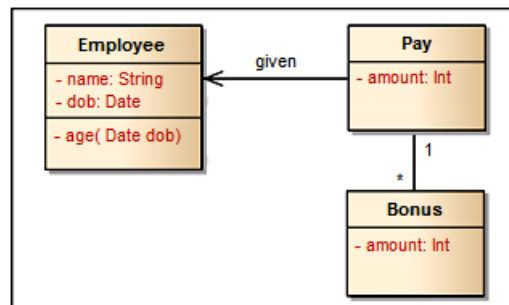 Employee
- name: String
- dob: Date
- age( Date dob)
given
Pay
- amount: Int
1
*
Bonus
- amount: Int